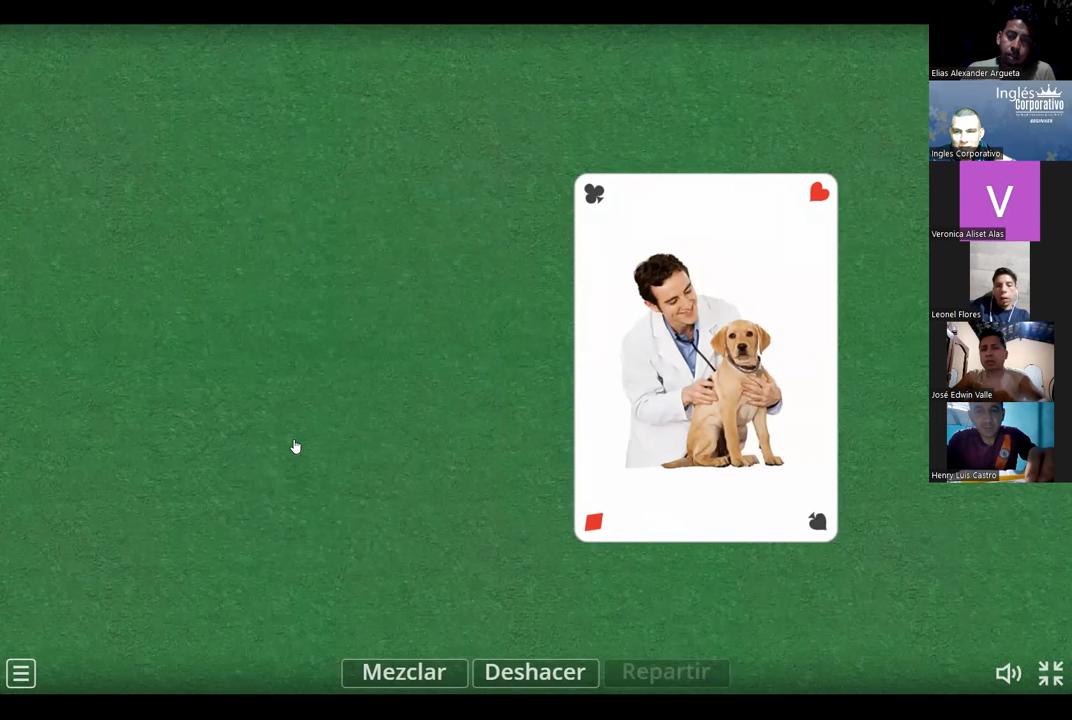 Elias Alexander Argueta
Inglés
Corporativo
BEGINNER
Ingles Corporativo
V
Veronica Aliset Alas
Leonel Flores
José Edwin Valle
Henry Luis Castro
Mezclar
Deshacer
Repartir